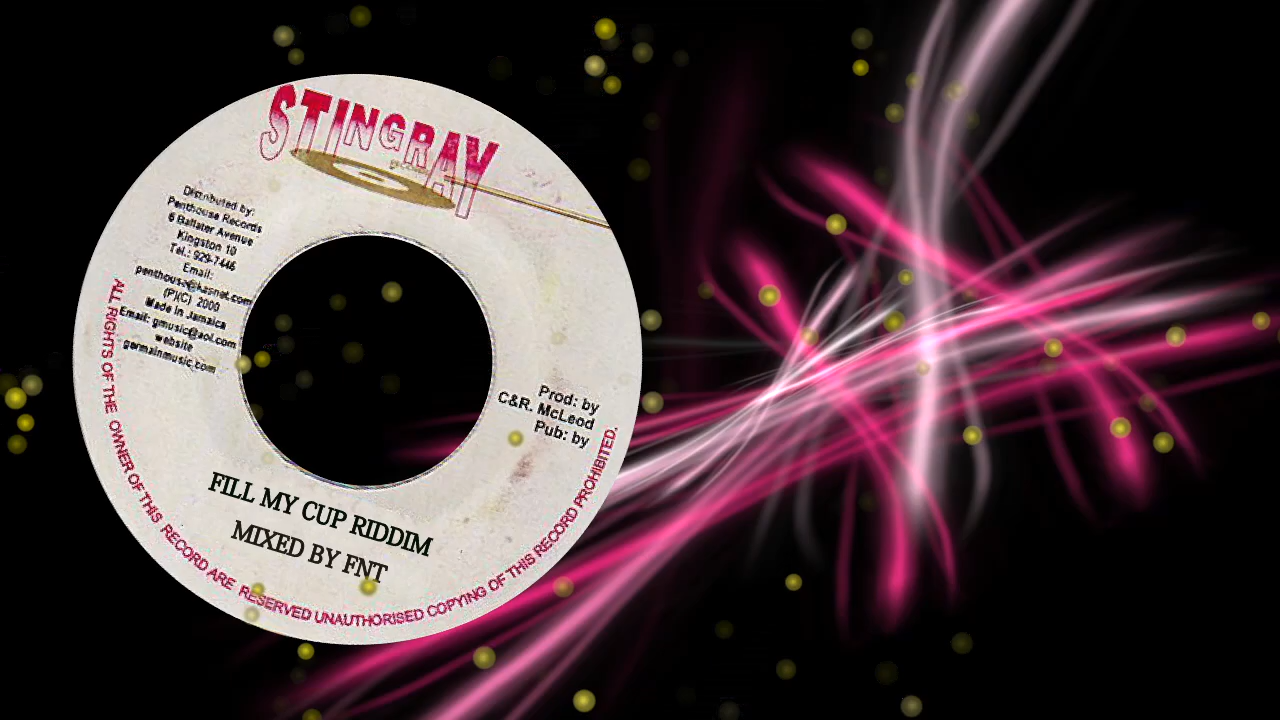 STINGRAY
Distributed by:
Penthouse Records
6 Ballater Avenue
Kingston 10
Tel.: 929-7446
Email:
penthouse@kasnet.com
(P)(C) 2000
Made in Jamaica
Email: gmusic@aol.com
website
germainmusic.com
Prod: by
C&R. McLeod
Pub: by
FILL MY CUP RIDDIM
MIXED BY FNT
ALL RIGHTS OF THE OWNER OF THIS RECORD ARE RESERVED UNAUTHORISED COPYING OF THIS RECORD PROHIBITED.